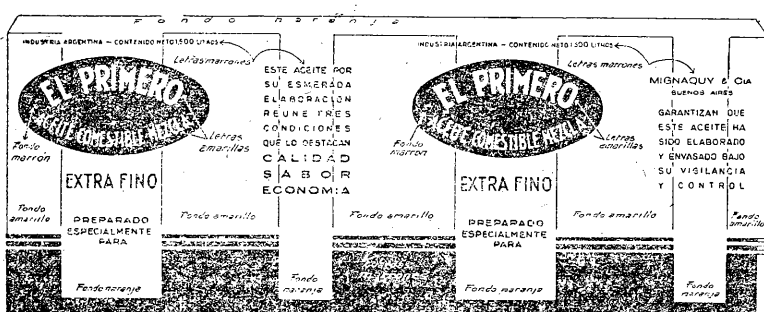 Fondo naranja
INDUSTRIA ARGENTINA – CONTENIDO NETO 1,500 LITROS
Letras marrones
EL PRIMERO
ACEITE COMESTIBLE MEZCLA
Letras amarillas
Fondo marrón
EXTRA FINO
Fondo amarillo
Fondo amarillo
PREPARADO
ESPECIALMENTE
PARA
Fondo naranja
ESTE ACEITE POR
SU ESMERADA
ELABORACION
REUNE TRES
CONDICIONES
QUE LO DESTACAN
CALIDAD
SABOR
ECONOMIA
Fondo naranja
INDUSTRIA ARGENTINA – CONTENIDO NETO 1,500 LITROS
Letras marrones
EL PRIMERO
ACEITE COMESTIBLE MEZCLA
Letras amarillas
Fondo marrón
EXTRA FINO
Fondo amarillo
Fondo amarillo
PREPARADO
ESPECIALMENTE
PARA
Fondo naranja
MIGNAQUY & CIA
BUENOS AIRES
GARANTIZAN QUE
ESTE ACEITE HA
SIDO ELABORADO
Y ENVASADO BAJO
SU VIGILANCIA
Y CONTROL
Fondo amarillo
Fondo naranja